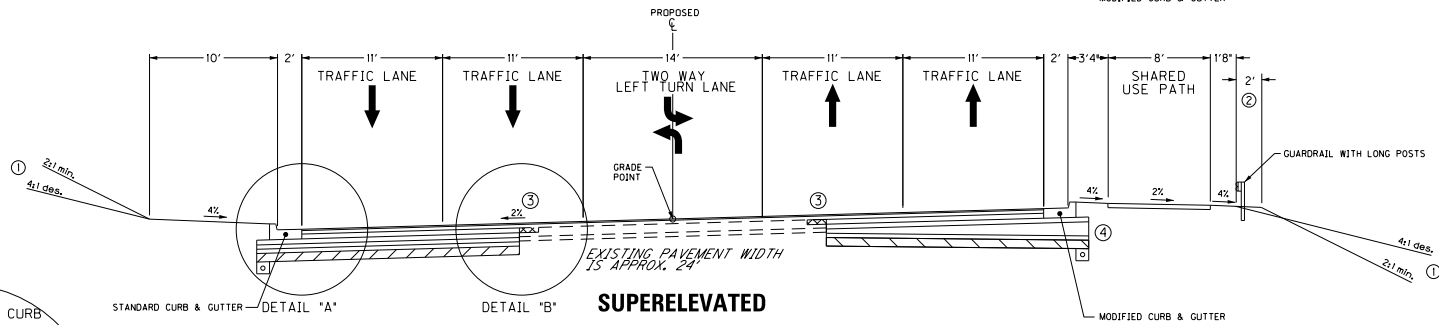 MODIFIED CURB & GUTTER
PROPOSED
℄
10' 2' 11' 11' 14' 11' 11' 2' 3'4" 8' 1'8"
2'
②
TRAFFIC LANE
TRAFFIC LANE
TWO WAY
LEFT TURN LANE
TRAFFIC LANE
TRAFFIC LANE
SHARED
USE PATH
GUARDRAIL WITH LONG POSTS
GRADE
POINT
① 2:1 min.
4:1 des.
4%
2% ③
③
4% 2% 4%
④
EXISTING PAVEMENT WIDTH
IS APPROX. 24'
4:1 des.
2:1 min. ①
CURB
STANDARD CURB & GUTTER
DETAIL "A"
DETAIL "B"
SUPERELEVATED
MODIFIED CURB & GUTTER